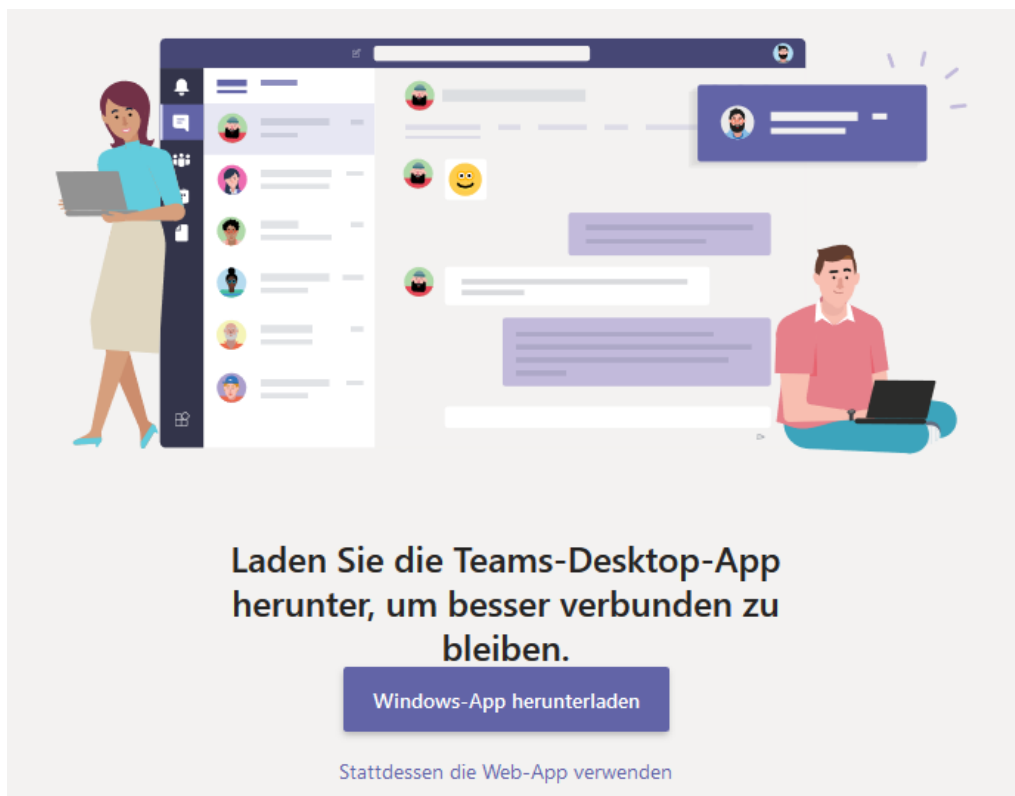 Laden Sie die Teams-Desktop-App
herunter, um besser verbunden zu
bleiben.
Windows-App herunterladen
Stattdessen die Web-App verwenden